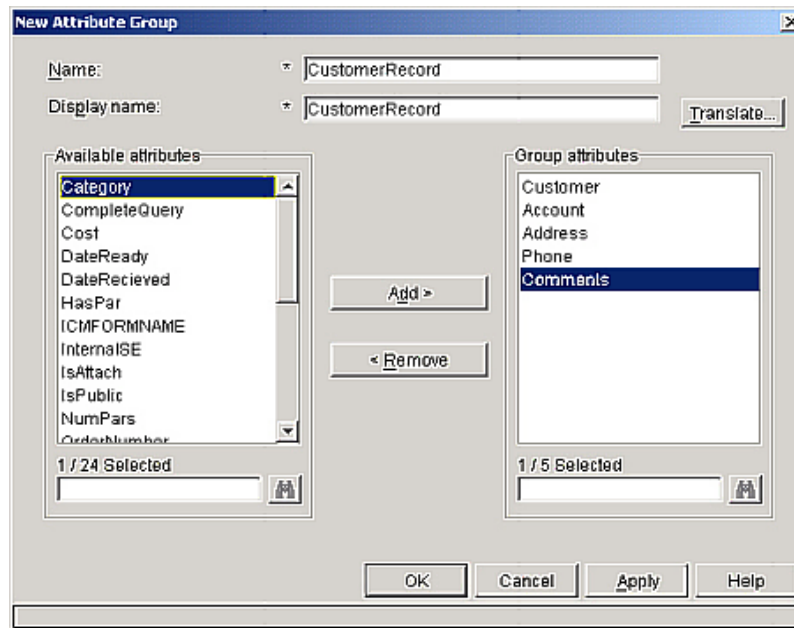 New Attribute Group
Name: * CustomerRecord
Display name: * CustomerRecord
Translate...
Available attributes
Category
CompleteQuery
Cost
DateReady
DateRecieved
HasPar
ICMFORMNAME
InternalSE
IsAttach
IsPublic
NumPars
OrderNumber
1 / 24 Selected
Add >
< Remove
Group attributes
Customer
Account
Address
Phone
Comments
1 / 5 Selected
OK
Cancel
Apply
Help